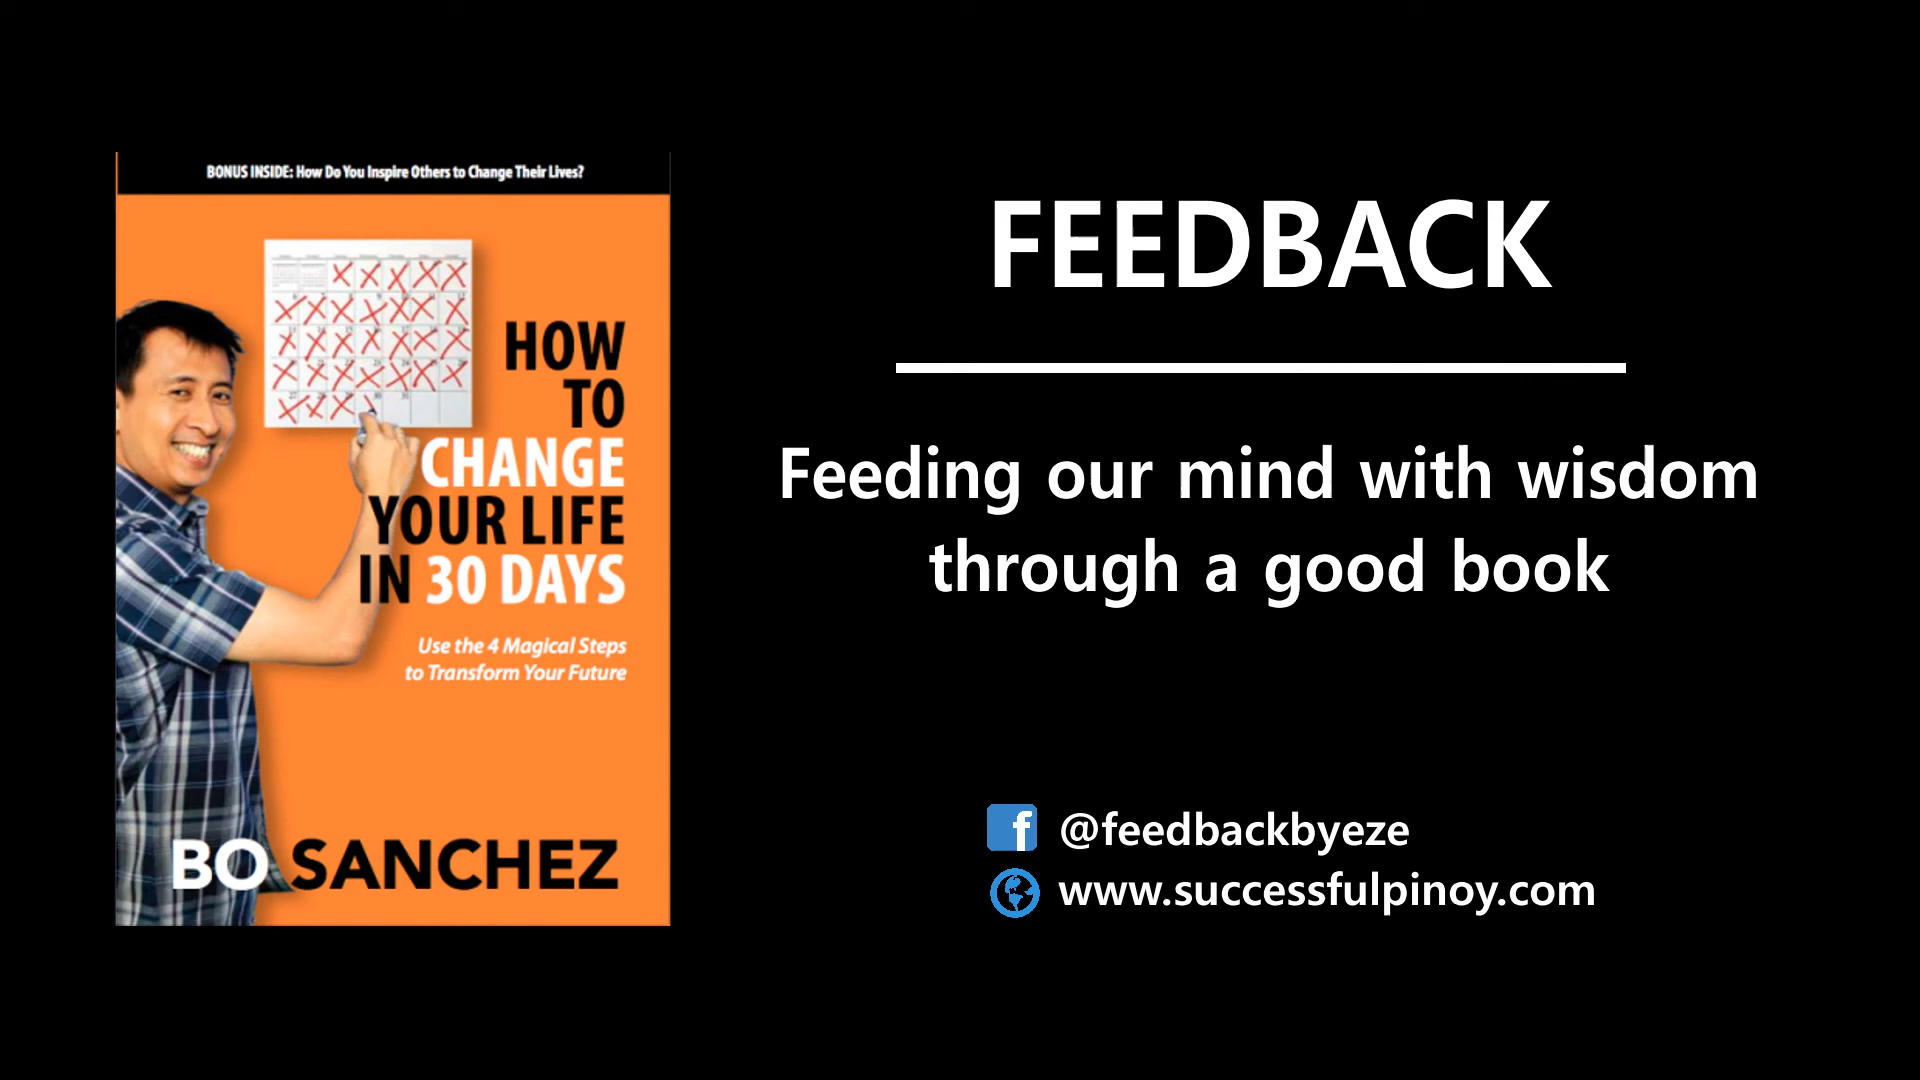 BONUS INSIDE: How Do You Inspire Others to Change Their Lives?
HOW
TO
CHANGE
YOUR LIFE
IN 30 DAYS
Use the 4 Magical Steps
to Transform Your Future
BO SANCHEZ
FEEDBACK
Feeding our mind with wisdom
through a good book
@feedbackbyeze
www.successfulpinoy.com